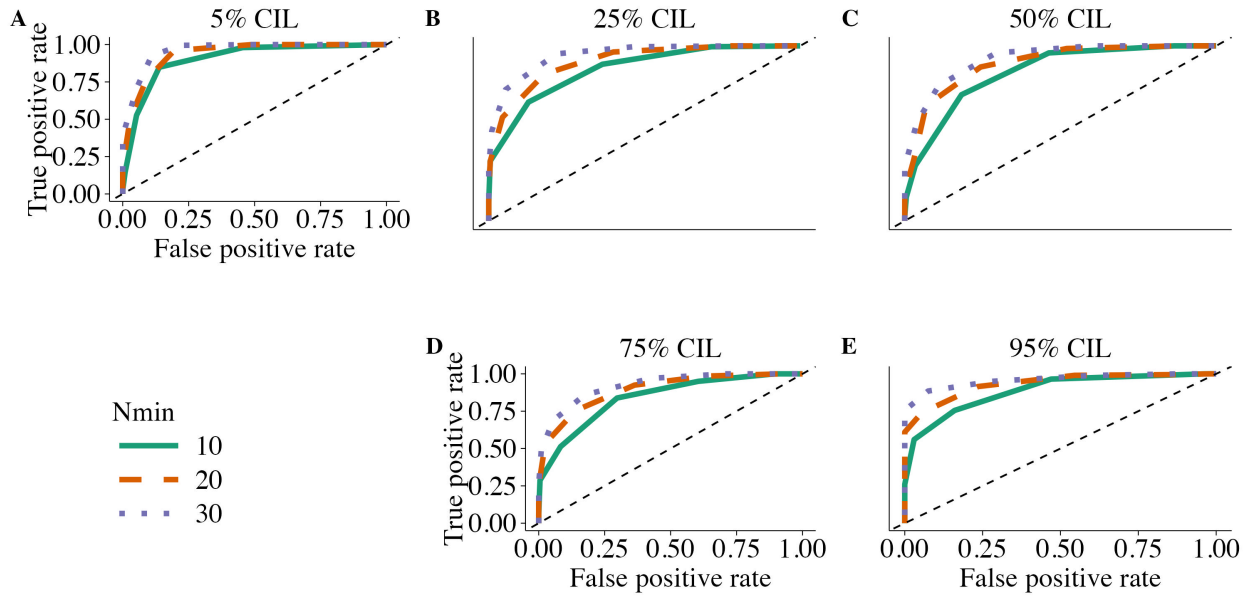 A
5% CIL
True positive rate
1.00
0.75
0.50
0.25
0.00
0.00 0.25 0.50 0.75 1.00
False positive rate
B
25% CIL
C
50% CIL
D
75% CIL
True positive rate
1.00
0.75
0.50
0.25
0.00
0.00 0.25 0.50 0.75 1.00
False positive rate
E
95% CIL
0.00 0.25 0.50 0.75 1.00
False positive rate
Nmin
10
20
30